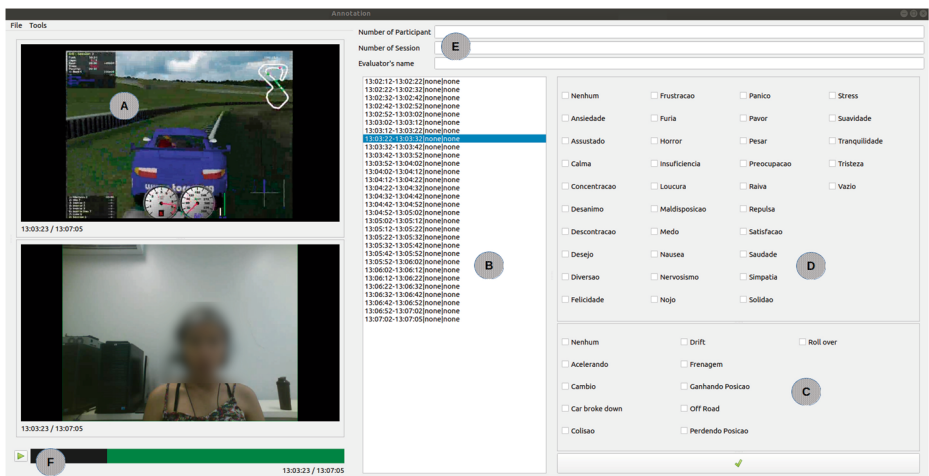 Annotation
File Tools
A
13:03:23 / 13:07:05
13:03:23 / 13:07:05
F
13:03:23 / 13:07:05
Number of Participant
Number of Session
Evaluator's name
E
13:02:12-13:02:22|none|none
13:02:22-13:02:32|none|none
13:02:32-13:02:42|none|none
13:02:42-13:02:52|none|none
13:02:52-13:03:02|none|none
13:03:02-13:03:12|none|none
13:03:12-13:03:22|none|none
13:03:22-13:03:32|none|none
13:03:32-13:03:42|none|none
13:03:42-13:03:52|none|none
13:03:52-13:04:02|none|none
13:04:02-13:04:12|none|none
13:04:12-13:04:22|none|none
13:04:22-13:04:32|none|none
13:04:32-13:04:42|none|none
13:04:42-13:04:52|none|none
13:04:52-13:05:02|none|none
13:05:02-13:05:12|none|none
13:05:12-13:05:22|none|none
13:05:22-13:05:32|none|none
13:05:32-13:05:42|none|none
13:05:42-13:05:52|none|none
13:05:52-13:06:02|none|none
13:06:02-13:06:12|none|none
13:06:12-13:06:22|none|none
13:06:22-13:06:32|none|none
13:06:32-13:06:42|none|none
13:06:42-13:06:52|none|none
13:06:52-13:07:02|none|none
13:07:02-13:07:05|none|none
B
Nenhum Frustracao Panico Stress
Ansiedade Furia Pavor Suavidade
Assustado Horror Pesar Tranquilidade
Calma Insuficiencia Preocupacao Tristeza
Concentracao Loucura Raiva Vazio
Desanimo Maldisposicao Repulsa
Descontracao Medo Satisfacao
Desejo Nausea Saudade
D
Diversao Nervosismo Simpatia
Felicidade Nojo Solidao
Nenhum Drift Roll over
Acelerando Frenagem
Cambio Ganhando Posicao
C
Car broke down Off Road
Colisao Perdendo Posicao